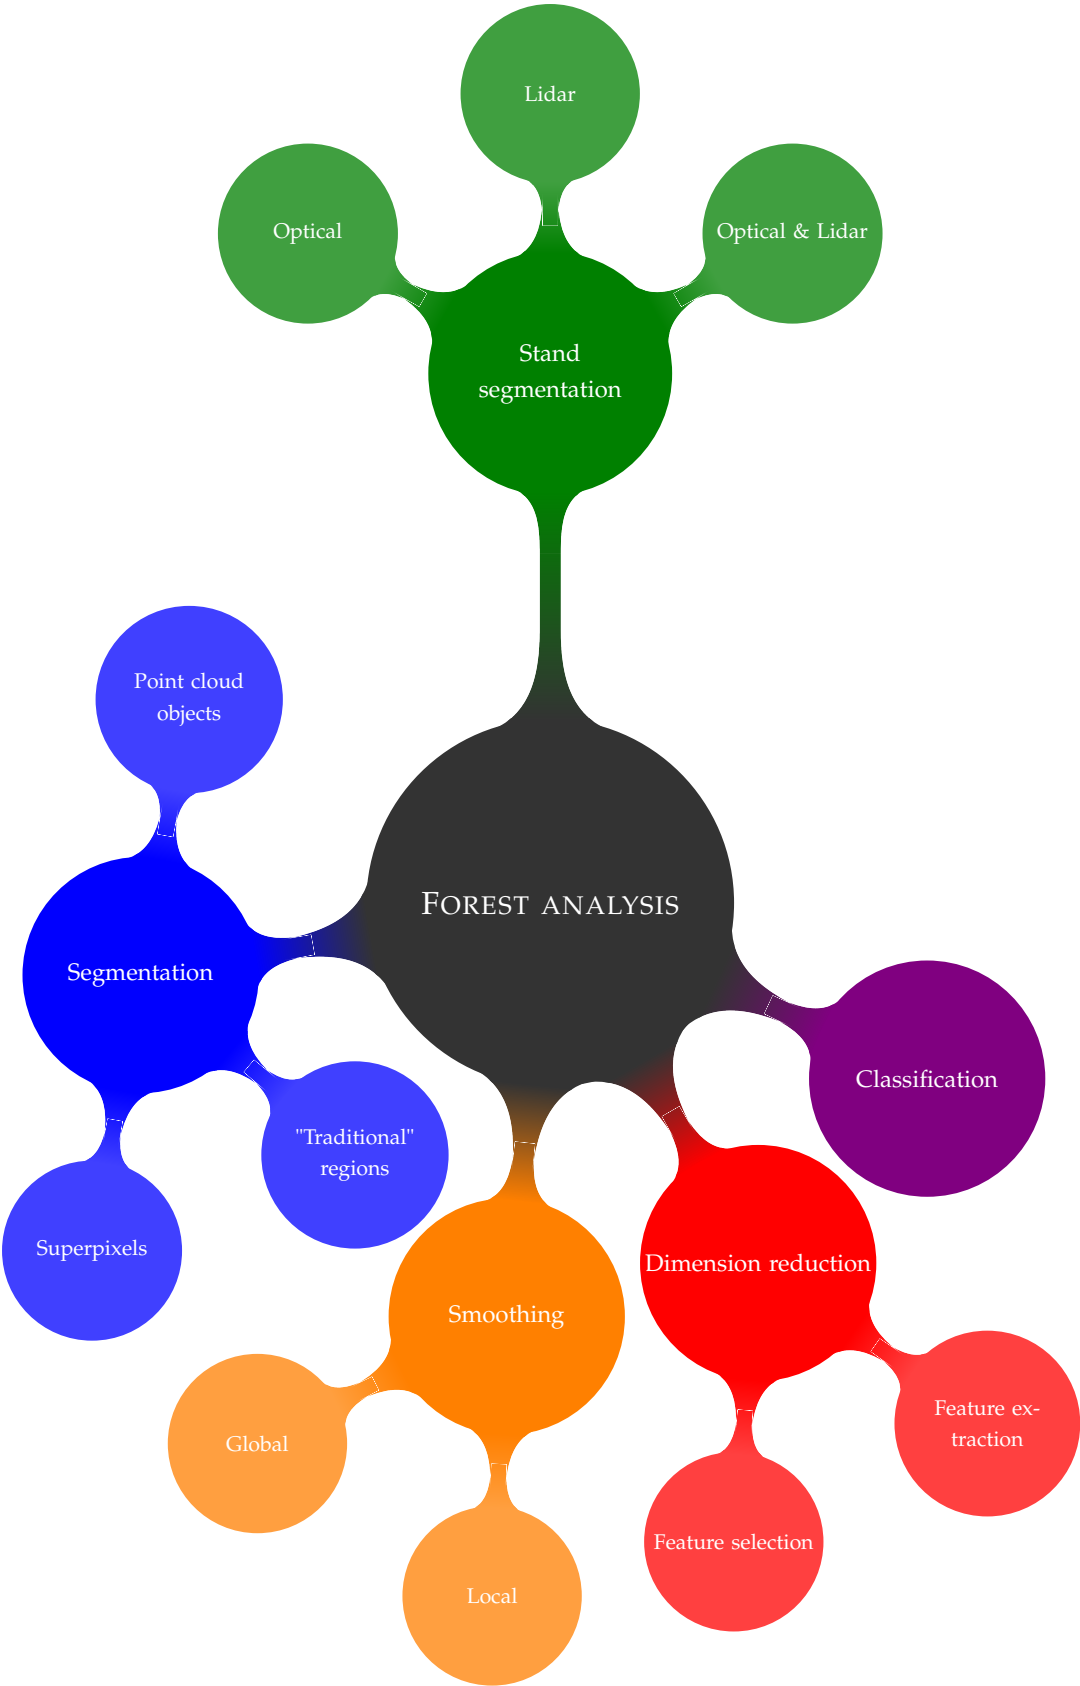 Lidar
Optical
Optical & Lidar
Stand
segmentation
Point cloud
objects
FOREST ANALYSIS
Segmentation
Classification
"Traditional"
regions
Superpixels
Dimension reduction
Smoothing
Feature ex-
traction
Global
Feature selection
Local